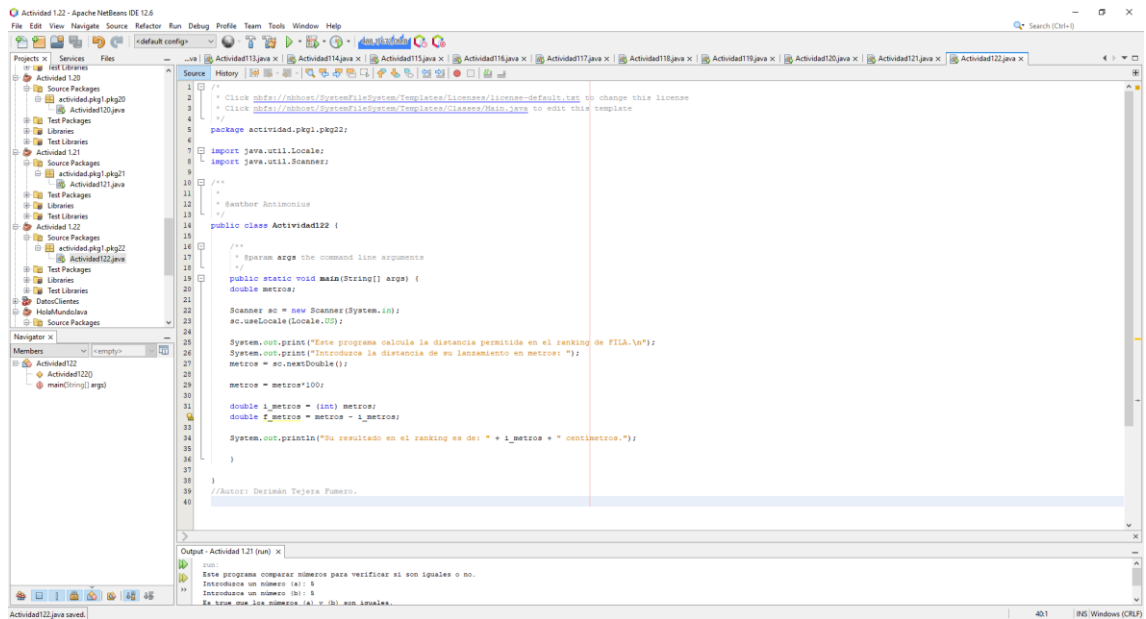 Actividad 1.22 - Apache NetBeans IDE 12.6
File Edit View Navigate Source Refactor Run Debug Profile Team Tools Window Help
Search (Ctrl+I)
<default config>
Projects Services Files
...va Actividad113.java Actividad114.java Actividad115.java Actividad116.java Actividad117.java Actividad118.java Actividad119.java Actividad120.java Actividad121.java Actividad122.java
Source History
Test Libraries
Actividad 1.20
Source Packages
actividad.pkg1.pkg20
Actividad120.java
Test Packages
Libraries
Test Libraries
Actividad 1.21
Source Packages
actividad.pkg1.pkg21
Actividad121.java
Test Packages
Libraries
Test Libraries
Actividad 1.22
Source Packages
actividad.pkg1.pkg22
Actividad122.java
Test Packages
Libraries
Test Libraries
DatosClientes
HolaMundoJava
Source Packages
Navigator
Members <empty>
Actividad122
Actividad122()
main(String[] args)
1 /*
2 * Click nbfs://nbhost/SystemFileSystem/Templates/Licenses/license-default.txt to change this license
3 * Click nbfs://nbhost/SystemFileSystem/Templates/Classes/Main.java to edit this template
4 */
5 package actividad.pkg1.pkg22;
6
7 import java.util.Locale;
8 import java.util.Scanner;
9
10 /**
11 *
12 * @author Antimonius
13 */
14 public class Actividad122 {
15
16 /**
17 * @param args the command line arguments
18 */
19 public static void main(String[] args) {
20 double metros;
21
22 Scanner sc = new Scanner(System.in);
23 sc.useLocale(Locale.US);
24
25 System.out.print("Este programa calcula la distancia permitida en el ranking de FILA.\n");
26 System.out.print("Introduzca la distancia de su lanzamiento en metros: ");
27 metros = sc.nextDouble();
28
29 metros = metros*100;
30
31 double i_metros = (int) metros;
double f_metros = metros - i_metros;
33
34 System.out.println("Su resultado en el ranking es de: " + i_metros + " centímetros.");
35
36 }
37
38 }
39 //Autor: Derimán Tejera Fumero.
40
Output - Actividad 1.21 (run)
run:
Este programa comparar números para verificar si son iguales o no.
Introduzca un número (a): 5
Introduzca un número (b): 5
Es true que los números (a) y (b) son iguales.
Actividad122.java saved.
40:1 INS Windows (CRLF)